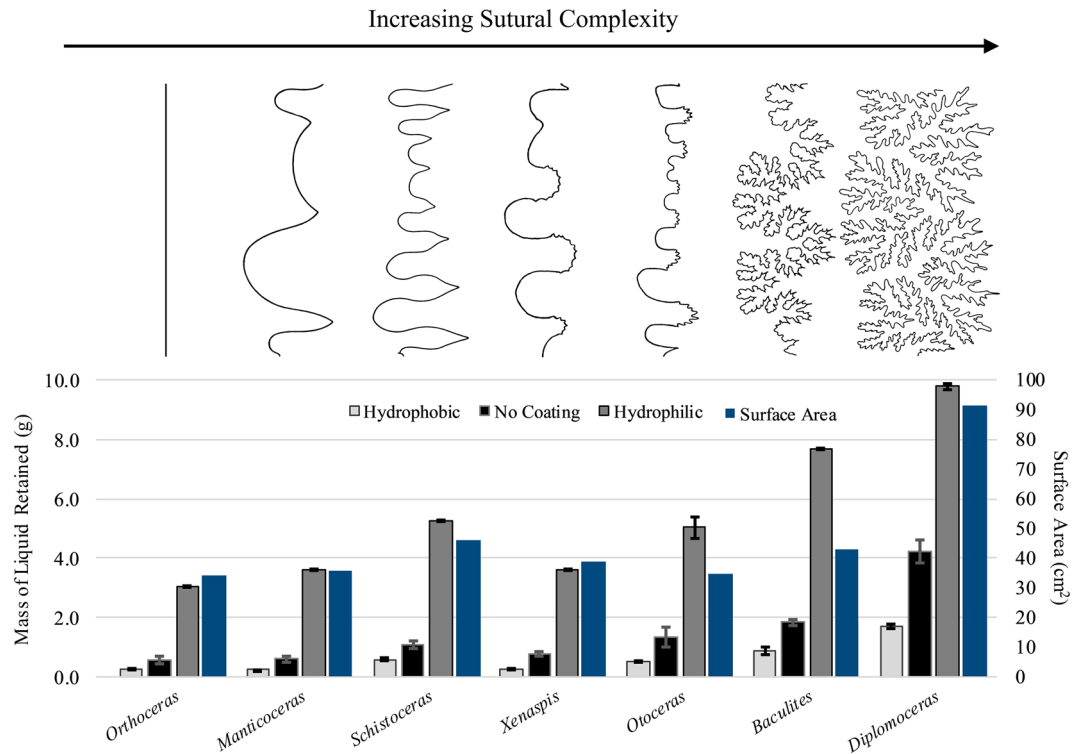 Increasing Sutural Complexity
10.0
8.0
6.0
4.0
2.0
0.0
Mass of Liquid Retained (g)
Hydrophobic
No Coating
Hydrophilic
Surface Area
100
90
80
70
60
50
40
30
20
10
0
Surface Area (cm²)
Orthoceras
Manticoceras
Schistoceras
Xenaspis
Otoceras
Baculites
Diplomoceras